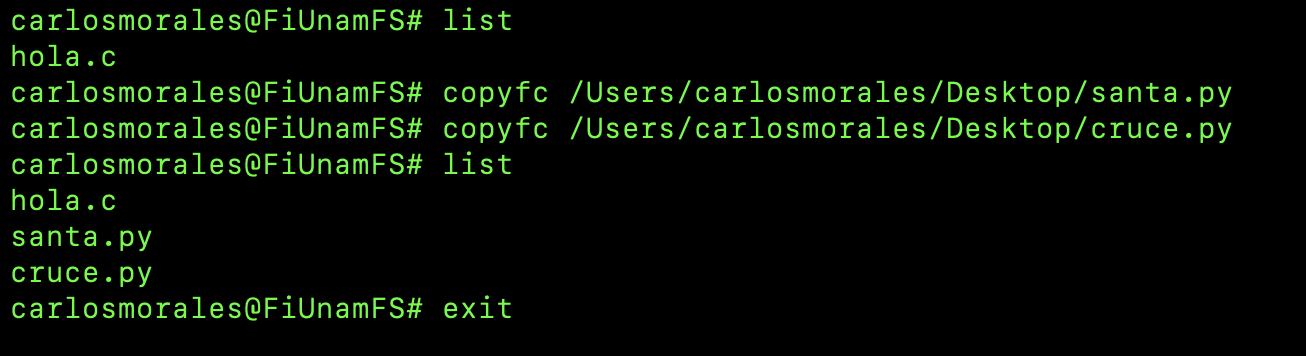 carlosmorales@FiUnamFS# list
hola.c
carlosmorales@FiUnamFS# copyfc /Users/carlosmorales/Desktop/santa.py
carlosmorales@FiUnamFS# copyfc /Users/carlosmorales/Desktop/cruce.py
carlosmorales@FiUnamFS# list
hola.c
santa.py
cruce.py
carlosmorales@FiUnamFS# exit